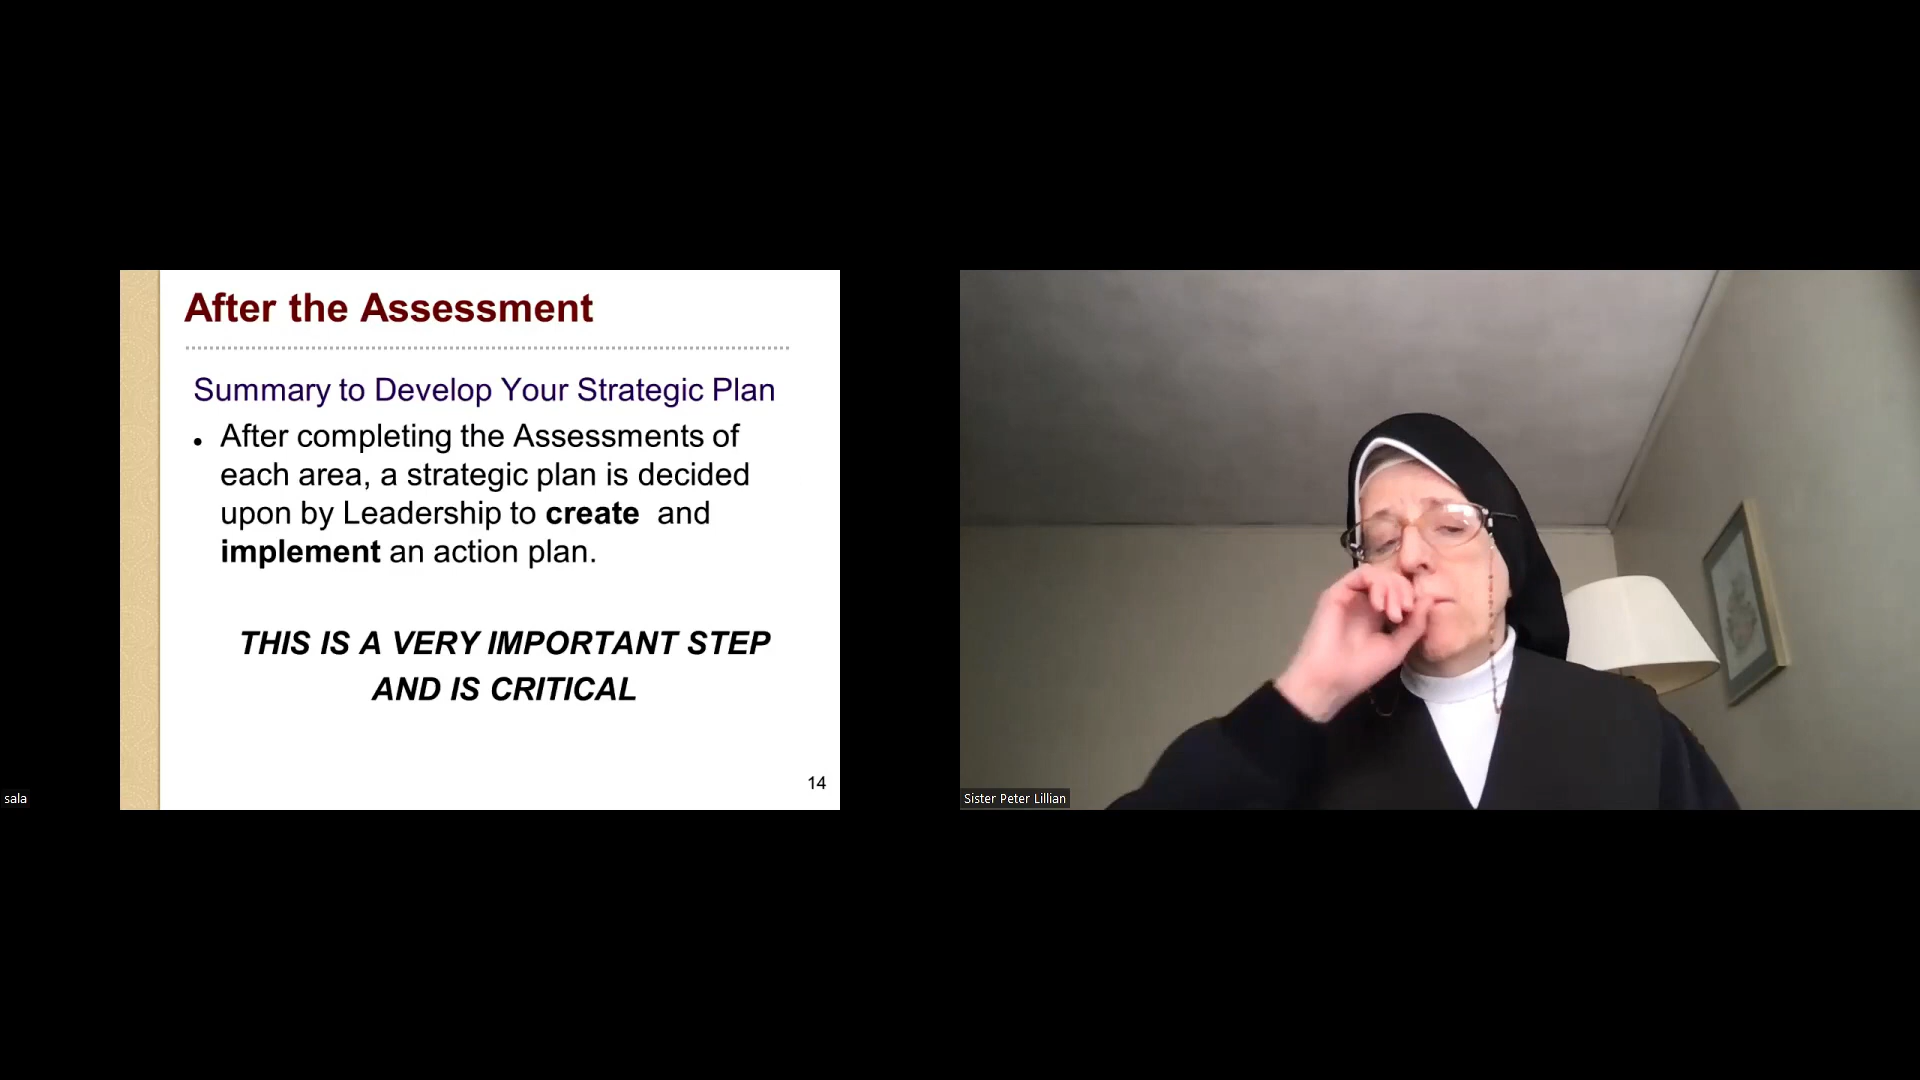 After the Assessment
Summary to Develop Your Strategic Plan
• After completing the Assessments of
each area, a strategic plan is decided
upon by Leadership to create  and
implement an action plan.
THIS IS A VERY IMPORTANT STEP
AND IS CRITICAL
14
sala
Sister Peter Lillian